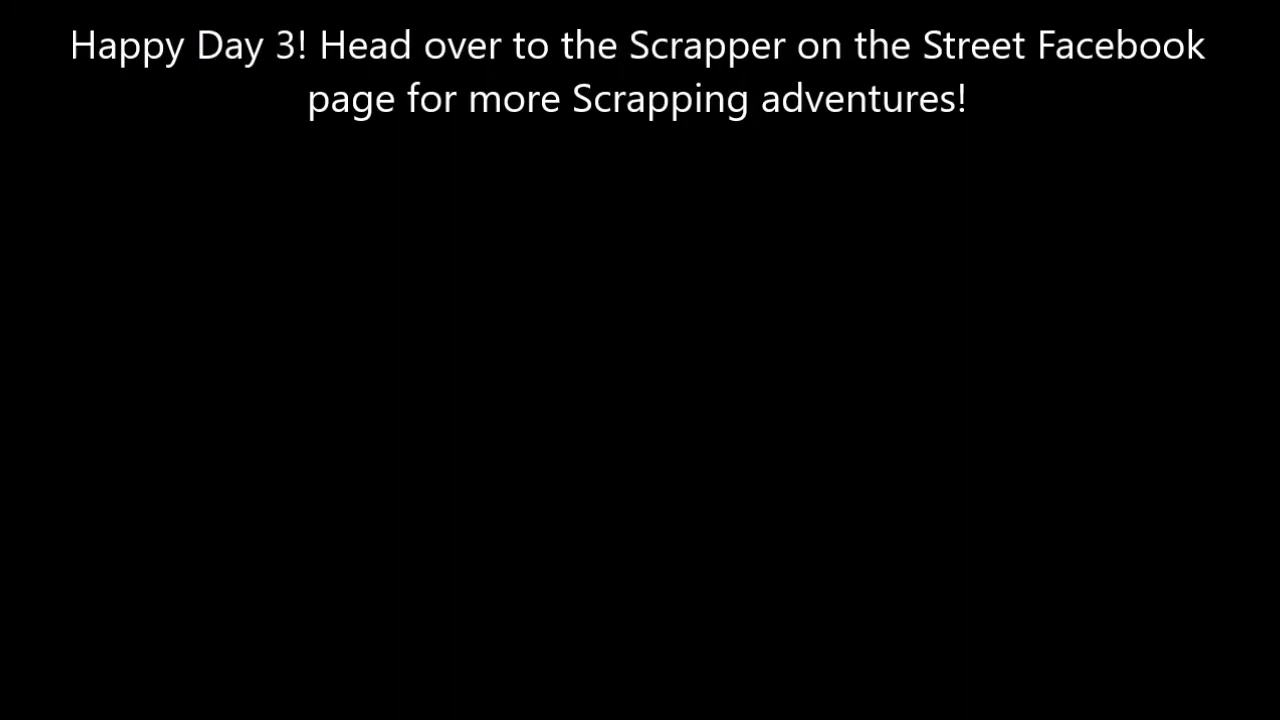 Happy Day 3! Head over to the Scrapper on the Street Facebook
page for more Scrapping adventures!